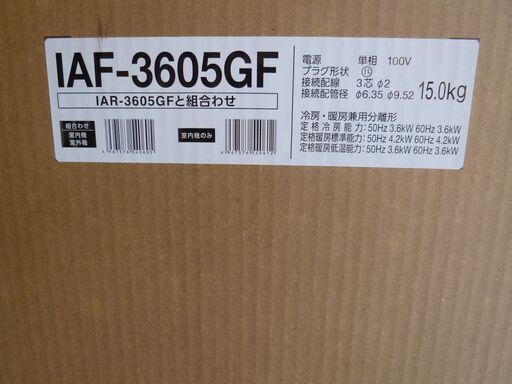 IAF-3605GF
IAR-3605GFと組合わせ
組合わせ
室内機
室外機
4967576540605
室内機のみ
4967576540612
電源 単相 100V
プラグ形状
接続配線 3芯 φ2
接続配管径 φ6.35 φ9.52
15.0kg
冷房・暖房兼用分離形
定格冷房能力:50Hz 3.6kW 60Hz 3.6kW
定格暖房標準能力:50Hz 4.2kW 60Hz 4.2kW
定格暖房低温能力:50Hz 3.6kW 60Hz 3.6kW